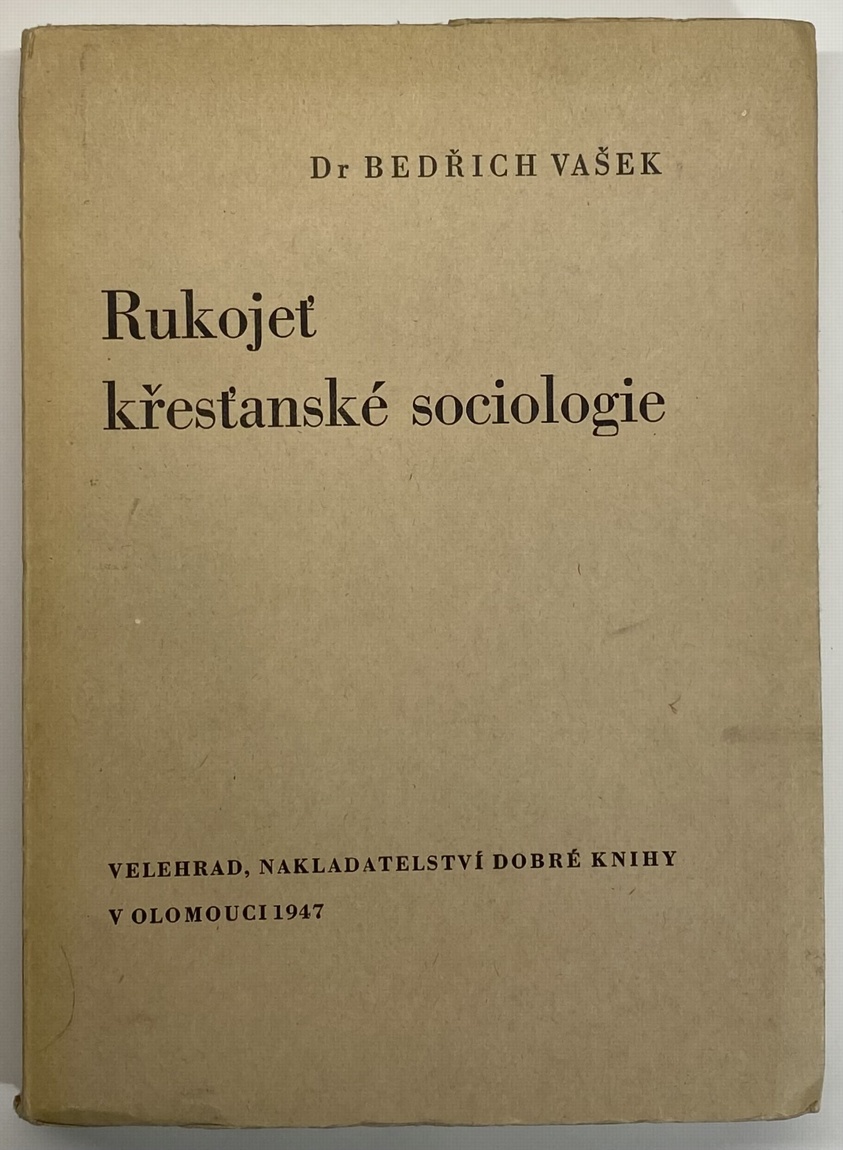 Dr BEDŘICH VAŠEK
Rukojeť
křesťanské sociologie
VELEHRAD, NAKLADATELSTVÍ DOBRÉ KNIHY
V OLOMOUCI 1947